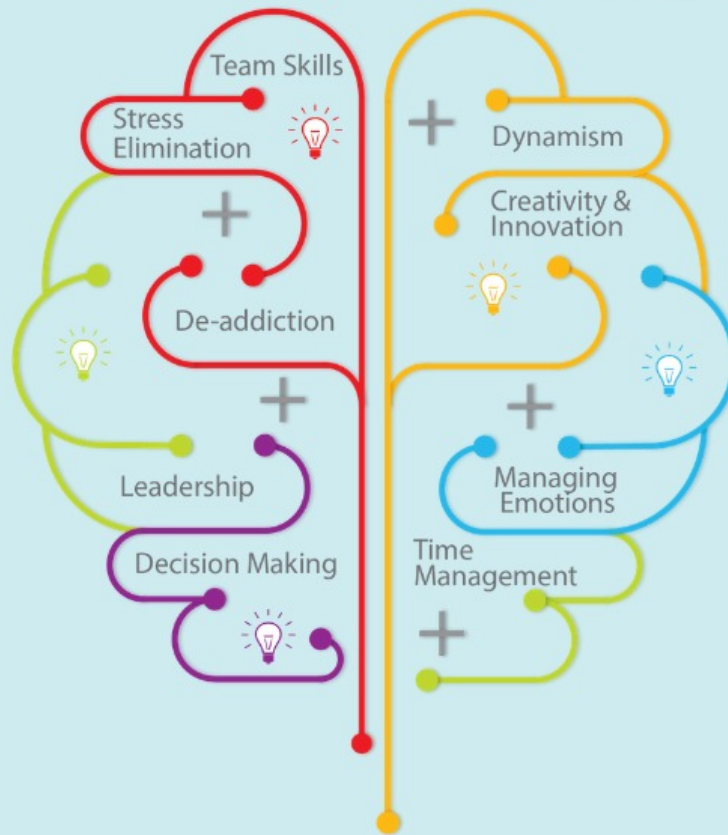 Team Skills
Stress
Elimination
De-addiction
Leadership
Decision Making
Dynamism
Creativity &
Innovation
Managing
Emotions
Time
Management